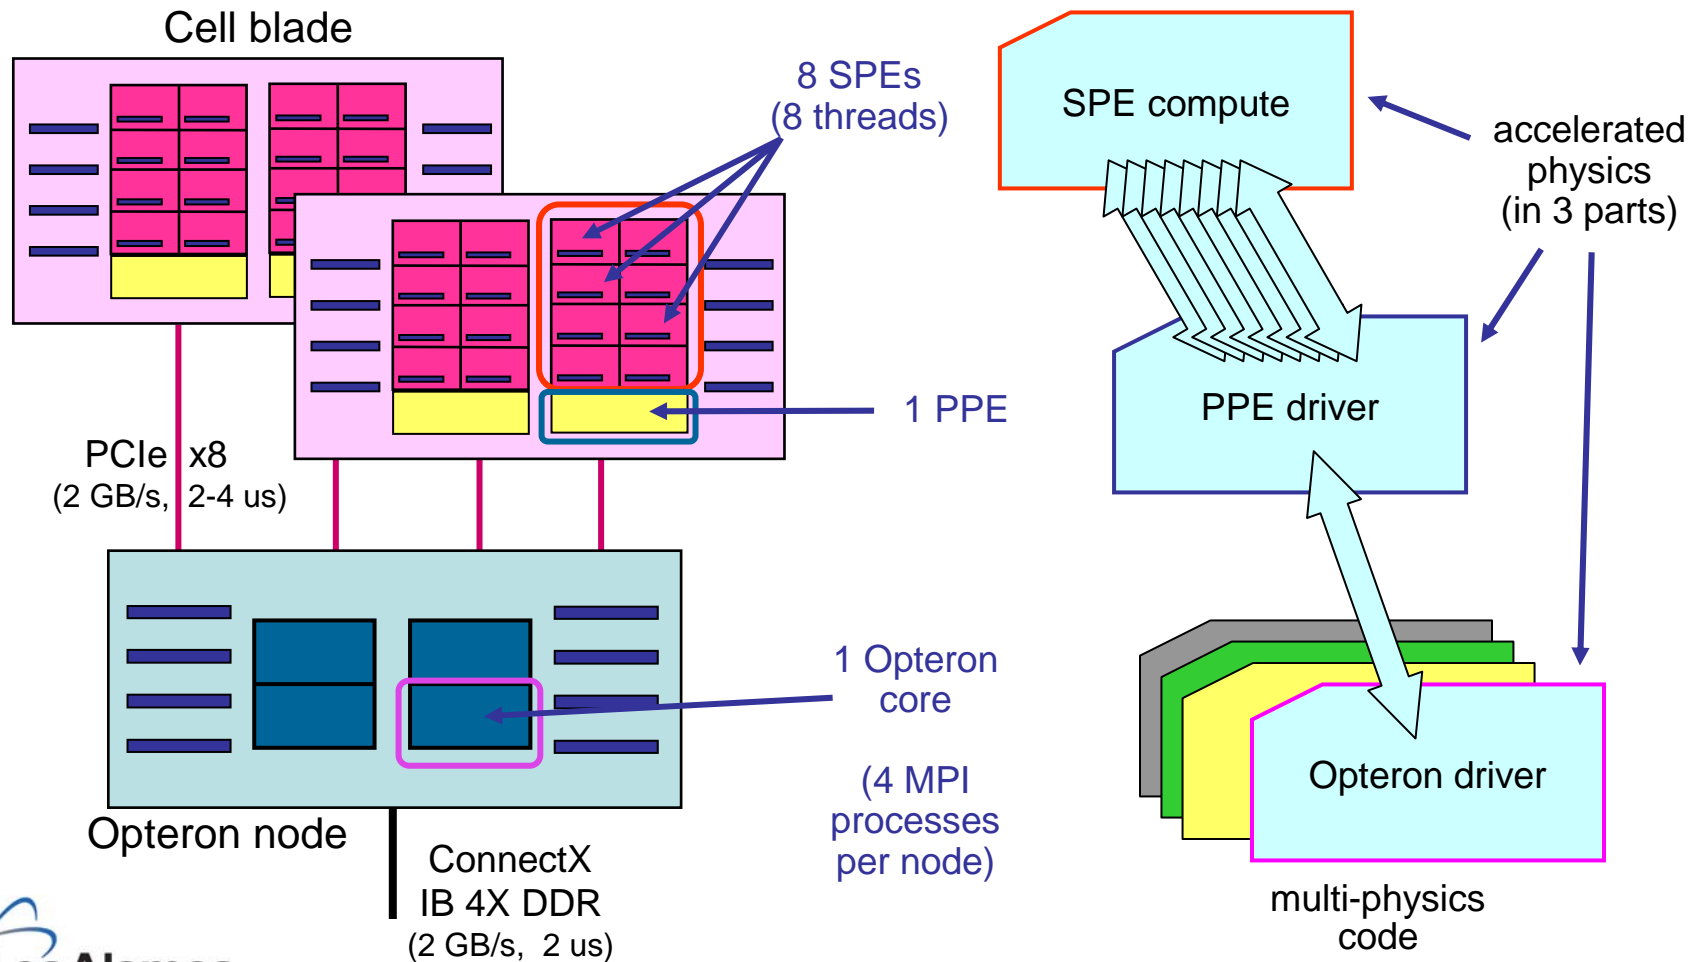 Cell blade
8 SPEs
(8 threads)
SPE compute
accelerated
physics
(in 3 parts)
1 PPE
PPE driver
PCIe x8
(2 GB/s, 2-4 us)
1 Opteron
core
(4 MPI
processes
per node)
Opteron driver
Opteron node
ConnectX
IB 4X DDR
(2 GB/s, 2 us)
multi-physics
code